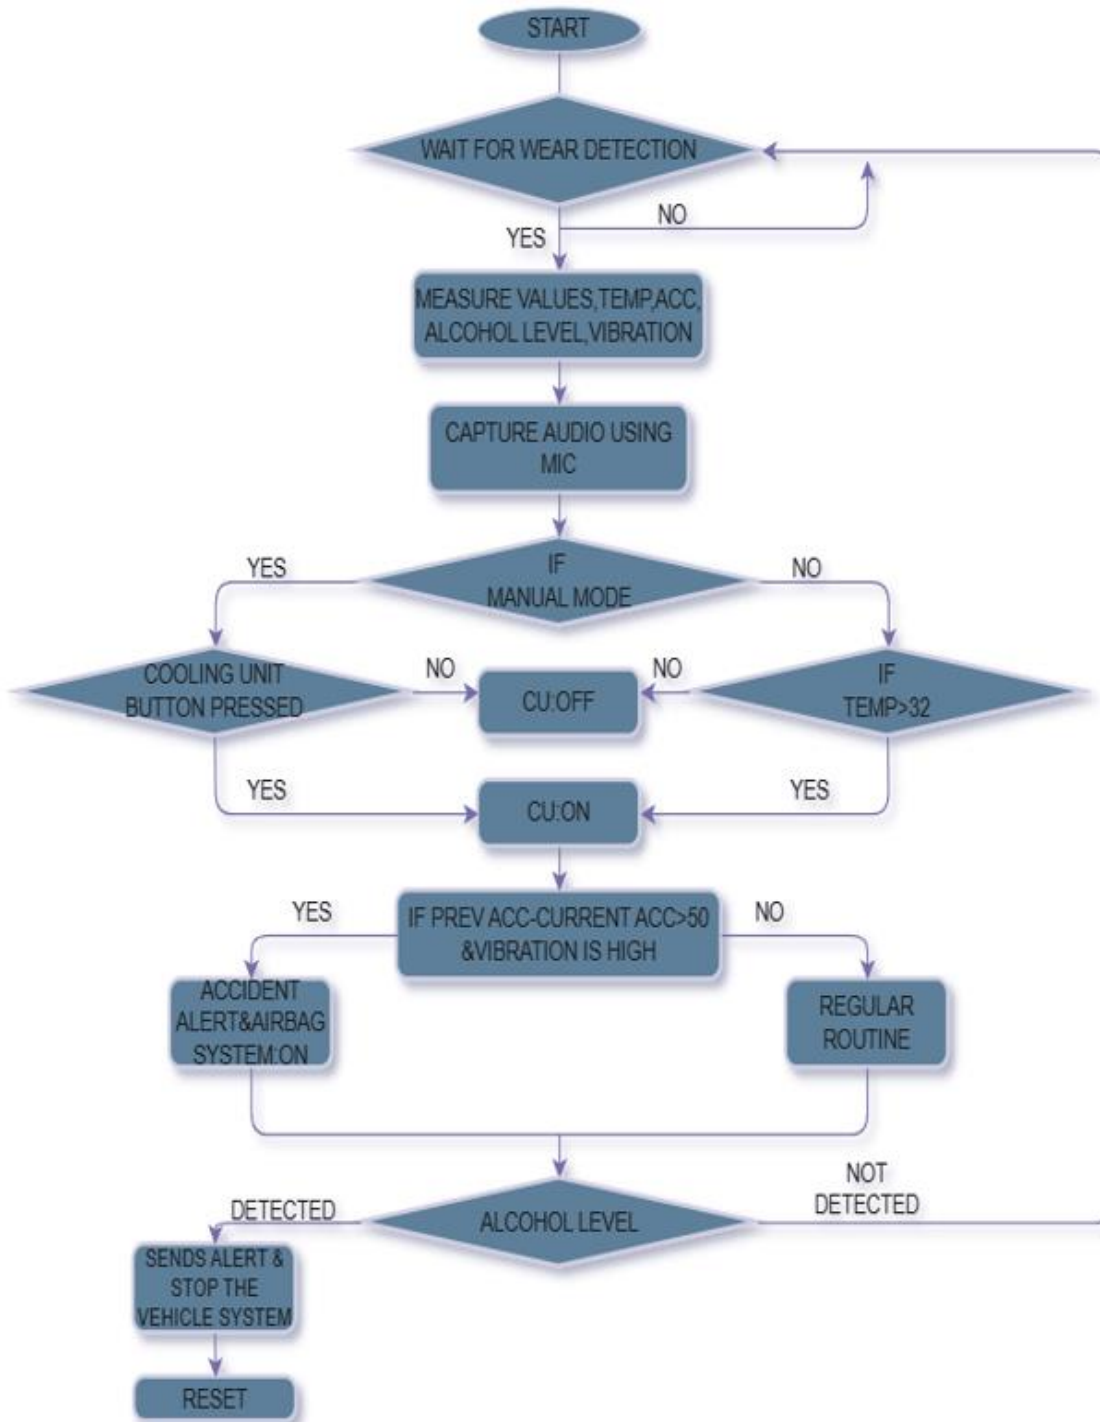 START
WAIT FOR WEAR DETECTION
NO
YES
MEASURE VALUES,TEMP,ACC,
ALCOHOL LEVEL,VIBRATION
CAPTURE AUDIO USING
MIC
YES
IF
MANUAL MODE
NO
COOLING UNIT
BUTTON PRESSED
NO
CU:OFF
NO
IF
TEMP>32
YES
CU:ON
YES
YES
IF PREV ACC-CURRENT ACC>50
&VIBRATION IS HIGH
NO
ACCIDENT
ALERT&AIRBAG
SYSTEM:ON
REGULAR
ROUTINE
DETECTED
ALCOHOL LEVEL
NOT
DETECTED
SENDS ALERT &
STOP THE
VEHICLE SYSTEM
RESET